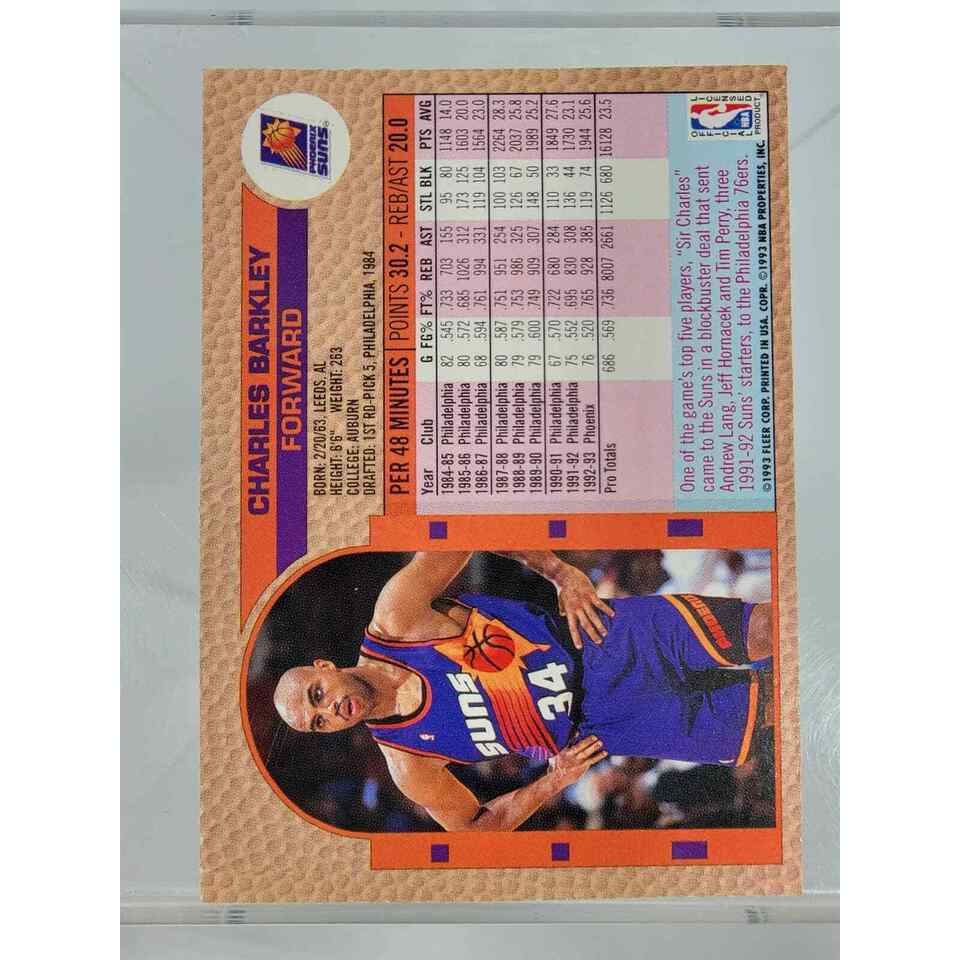 CHARLES BARKLEY
FORWARD
PHOENIX
SUNS
BORN: 2/20/63, LEEDS, AL
HEIGHT: 6'6" WEIGHT: 263
COLLEGE: AUBURN
DRAFTED: 1ST RD-PICK 5, PHILADELPHIA, 1984
PER 48 MINUTES | POINTS 30.2 - REB/AST 20.0
Year Club G FG% FT% REB AST STL BLK PTS AVG
1984-85 Philadelphia 82 .545 .733 703 155 95 80 1148 14.0
1985-86 Philadelphia 80 .572 .685 1026 312 173 125 1603 20.0
1986-87 Philadelphia 68 .594 .761 994 331 119 104 1564 23.0
1987-88 Philadelphia 80 .587 .751 951 254 100 103 2264 28.3
1988-89 Philadelphia 79 .579 .753 986 325 126 67 2037 25.8
1989-90 Philadelphia 79 .600 .749 909 307 148 50 1989 25.2
1990-91 Philadelphia 67 .570 .722 680 284 110 33 1849 27.6
1991-92 Philadelphia 75 .552 .695 830 308 136 44 1730 23.1
1992-93 Phoenix 76 .520 .765 928 385 119 74 1944 25.6
Pro Totals 686 .569 .736 8007 2661 1126 680 16128 23.5
One of the game's top five players, "Sir Charles"
came to the Suns in a blockbuster deal that sent
Andrew Lang, Jeff Hornacek and Tim Perry, three
1991-92 Suns' starters, to the Philadelphia 76ers.
©1993 FLEER CORP. PRINTED IN USA. COPR. ©1993 NBA PROPERTIES, INC.
OFFICIAL LICENSED
NBA
PRODUCT
SUNS
34
PHOENIX